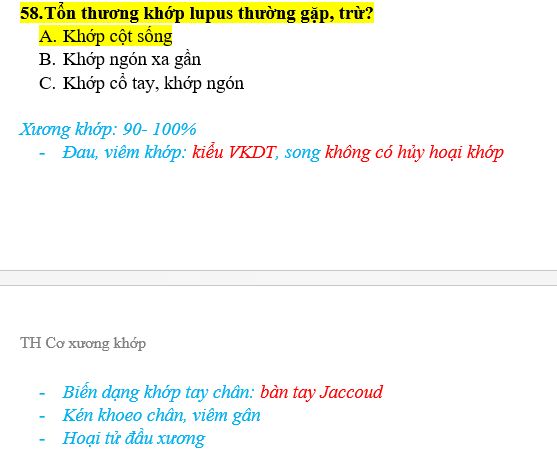 58.Tổn thương khớp lupus thường gặp, trừ?
A. Khớp cột sống
B. Khớp ngón xa gần
C. Khớp cổ tay, khớp ngón
Xương khớp: 90- 100%
- Đau, viêm khớp: kiểu VKDT, song không có hủy hoại khớp
TH Cơ xương khớp
- Biến dạng khớp tay chân: bàn tay Jaccoud
- Kén khoeo chân, viêm gân
- Hoại tử đầu xương